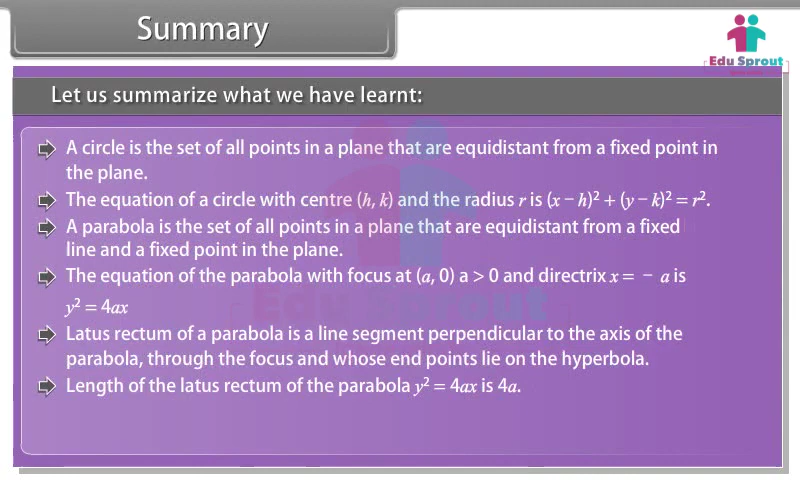 Summary
Edu Sprout
Let us summarize what we have learnt:
A circle is the set of all points in a plane that are equidistant from a fixed point in
the plane.
The equation of a circle with centre (h, k) and the radius r is (x − h)² + (y − k)² = r².
A parabola is the set of all points in a plane that are equidistant from a fixed
line and a fixed point in the plane.
The equation of the parabola with focus at (a, 0) a > 0 and directrix x = − a is
y² = 4ax
Latus rectum of a parabola is a line segment perpendicular to the axis of the
parabola, through the focus and whose end points lie on the hyperbola.
Length of the latus rectum of the parabola y² = 4ax is 4a.
Edu Sprout